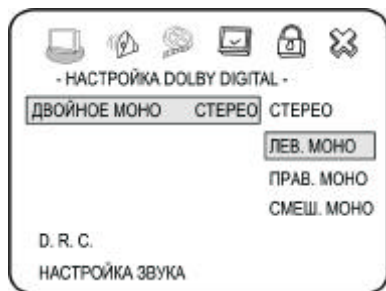 - НАСТРОЙКА DOLBY DIGITAL -
ДВОЙНОЕ МОНО СТЕРЕО СТЕРЕО
ЛЕВ. МОНО
ПРАВ. МОНО
СМЕШ. МОНО
D. R. C.
НАСТРОЙКА ЗВУКА